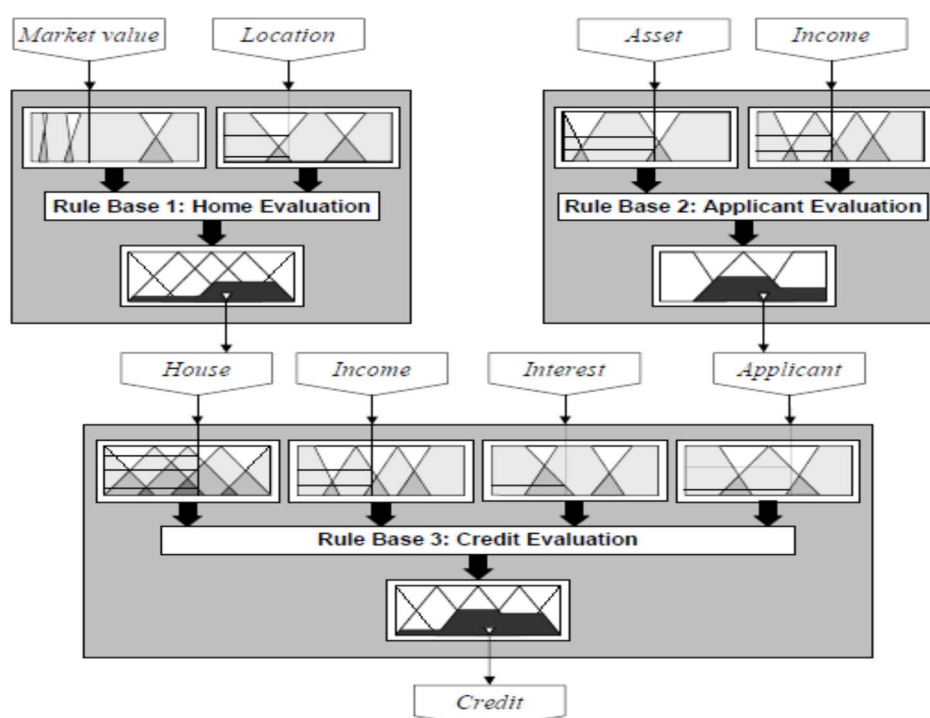 Market value
Location
Asset
Income
Rule Base 1: Home Evaluation
Rule Base 2: Applicant Evaluation
House
Income
Interest
Applicant
Rule Base 3: Credit Evaluation
Credit